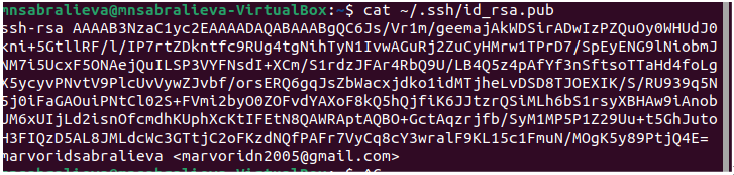 mnsabralieva@mnsabralieva-VirtualBox:~$ cat ~/.ssh/id_rsa.pub
ssh-rsa AAAAB3NzaC1yc2EAAAADAQABAAABgQC6Js/Vr1m/geemajAkWDSirADwIzPZQuOy0WHUdJ0
kni+5GtllRF/l/IP7rtZDkntfc9RUg4tgNihTyN1IvwAGuRj2ZuCyHMrw1TPrD7/SpEyENG9lNiobmJ
NM7i5UcxF5ONAejQuILSP3VYFNsdI+XCm/S1rdzJFAr4RbQ9U/LB4Q5z4pAfYf3nSftsoTTaHd4foLg
X5ycyvPNvtV9PlcUvVywZJvbf/orsERQ6gqJsZbWacxjdko1idMTjheLvDSD8TJOEXIK/S/RU939q5N
5j0iFaGAOuiPNtCl02S+FVmi2byO0ZOFvdYAXoF8kQ5hQjfiK6JJtzrQSiMLh6bS1rsyXBHAw9iAnob
UM6xUIjLd2isnOfcmdhKUphXcKtIFEtN8QAWRAptAQBO+GctAqzrjfb/SyM1MP5P1Z29Uu+t5GhJuto
H3FIQzD5AL8JMLdcWc3GTtjC2oFKzdNQfPAFr7VyCq8cY3wralF9KL15c1FmuN/MOgK5y89PtjQ4E=
marvoridsabralieva <marvoridn2005@gmail.com>